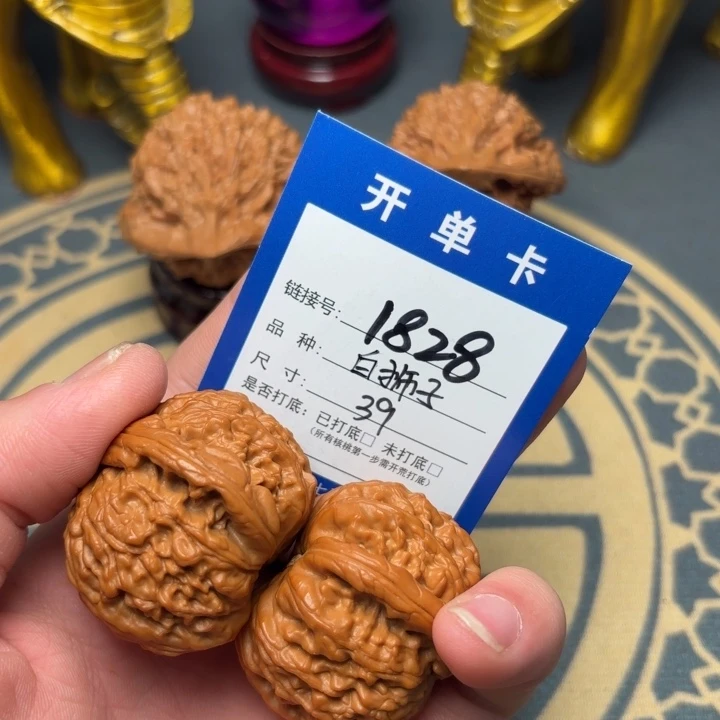 开单卡
链接号: 1828
品 种: 白狮子
尺 寸: 39
是否打底: 已打底□ 未打底□
(所有核桃第一步需开荒打底)